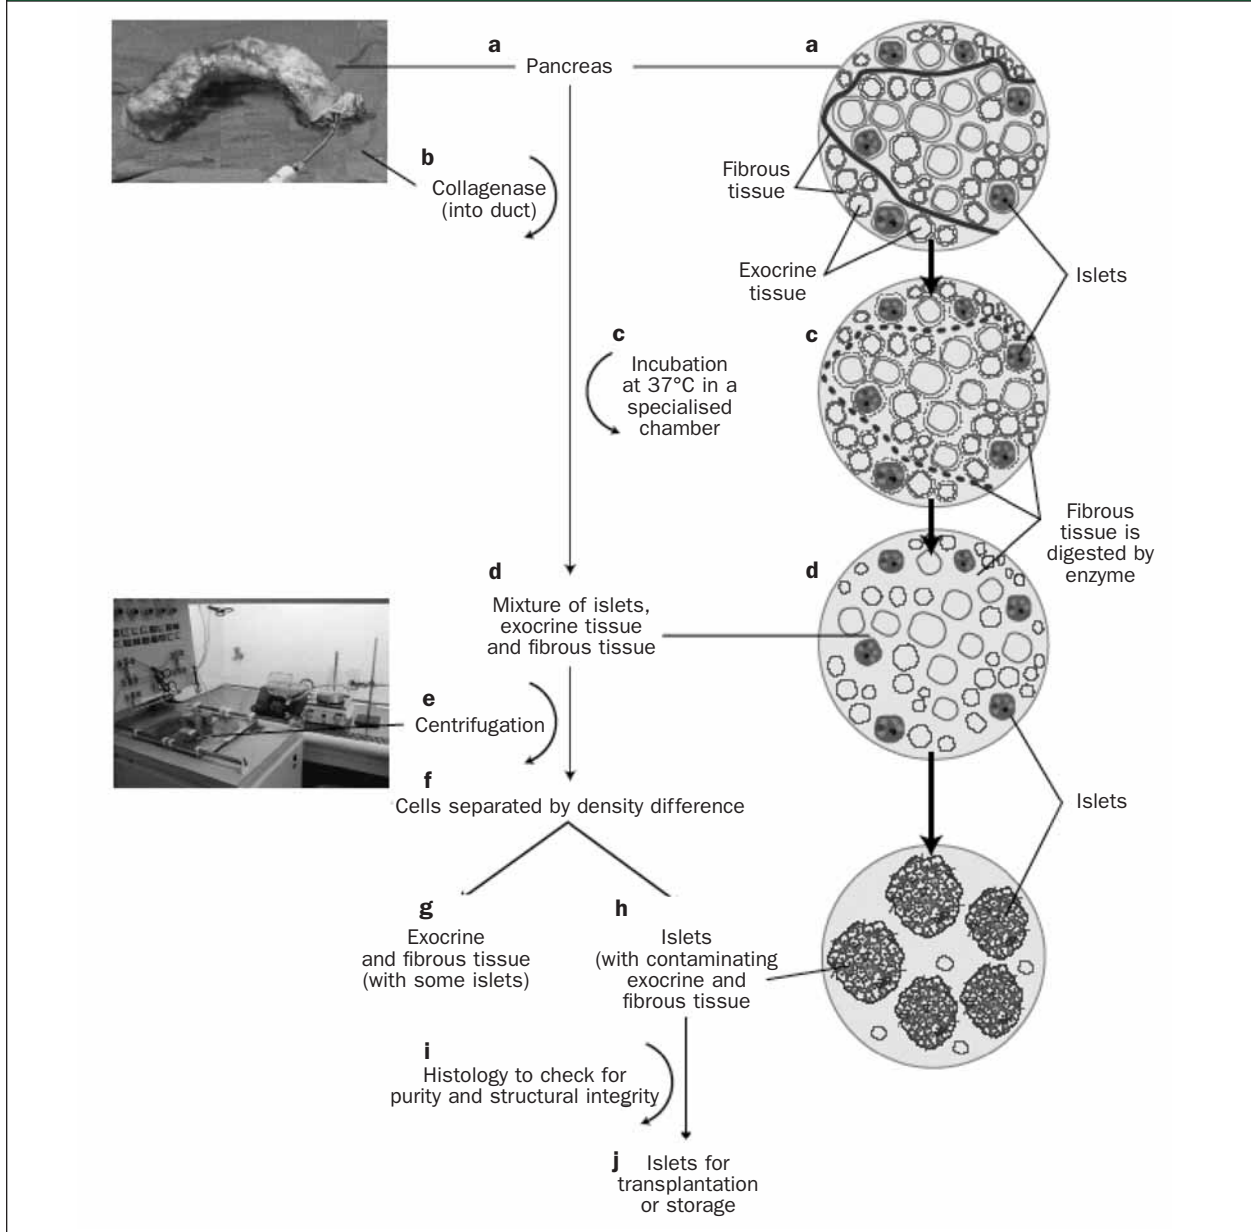 a
Pancreas
a
b
Collagenase
(into duct)
Fibrous
tissue
Exocrine
tissue
Islets
c
Incubation
at 37°C in a
specialised
chamber
c
Fibrous
tissue is
digested by
enzyme
d
Mixture of islets,
exocrine tissue
and fibrous tissue
d
e
Centrifugation
f
Cells separated by density difference
Islets
g
Exocrine
and fibrous tissue
(with some islets)
h
Islets
(with contaminating
exocrine and
fibrous tissue
i
Histology to check for
purity and structural integrity
j
Islets for
transplantation
or storage